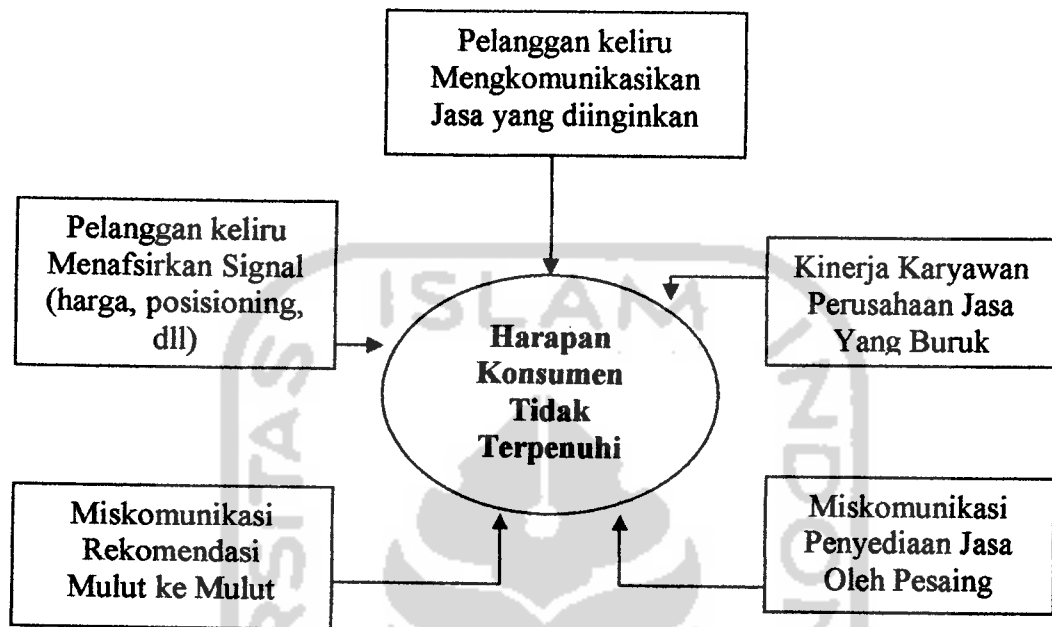 Pelanggan keliru
Mengkomunikasikan
Jasa yang diinginkan
Pelanggan keliru
Menafsirkan Signal
(harga, posisioning,
dll)
Kinerja Karyawan
Perusahaan Jasa
Yang Buruk
Harapan
Konsumen
Tidak
Terpenuhi
Miskomunikasi
Rekomendasi
Mulut ke Mulut
Miskomunikasi
Penyediaan Jasa
Oleh Pesaing
ISLAM